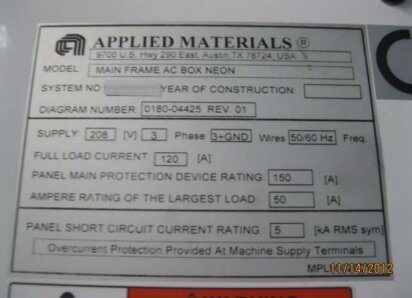 APPLIED MATERIALS ®
9700 U.S. Hwy 290 East, Austin, TX 78724, USA
MODEL: MAIN FRAME AC BOX NEON
SYSTEM NO YEAR OF CONSTRUCTION:
DIAGRAM NUMBER: 0180-04425 REV 01
SUPPLY: 208 [V] 3 Phase 3+GND Wires 50/60 Hz Freq.
FULL LOAD CURRENT: 120 [A]
PANEL MAIN PROTECTION DEVICE RATING: 150 [A]
AMPERE RATING OF THE LARGEST LOAD: 50 [A]
PANEL SHORT CIRCUIT CURRENT RATING: 5 [kA RMS sym]
Overcurrent Protection Provided At Machine Supply Terminals
11/14/2012